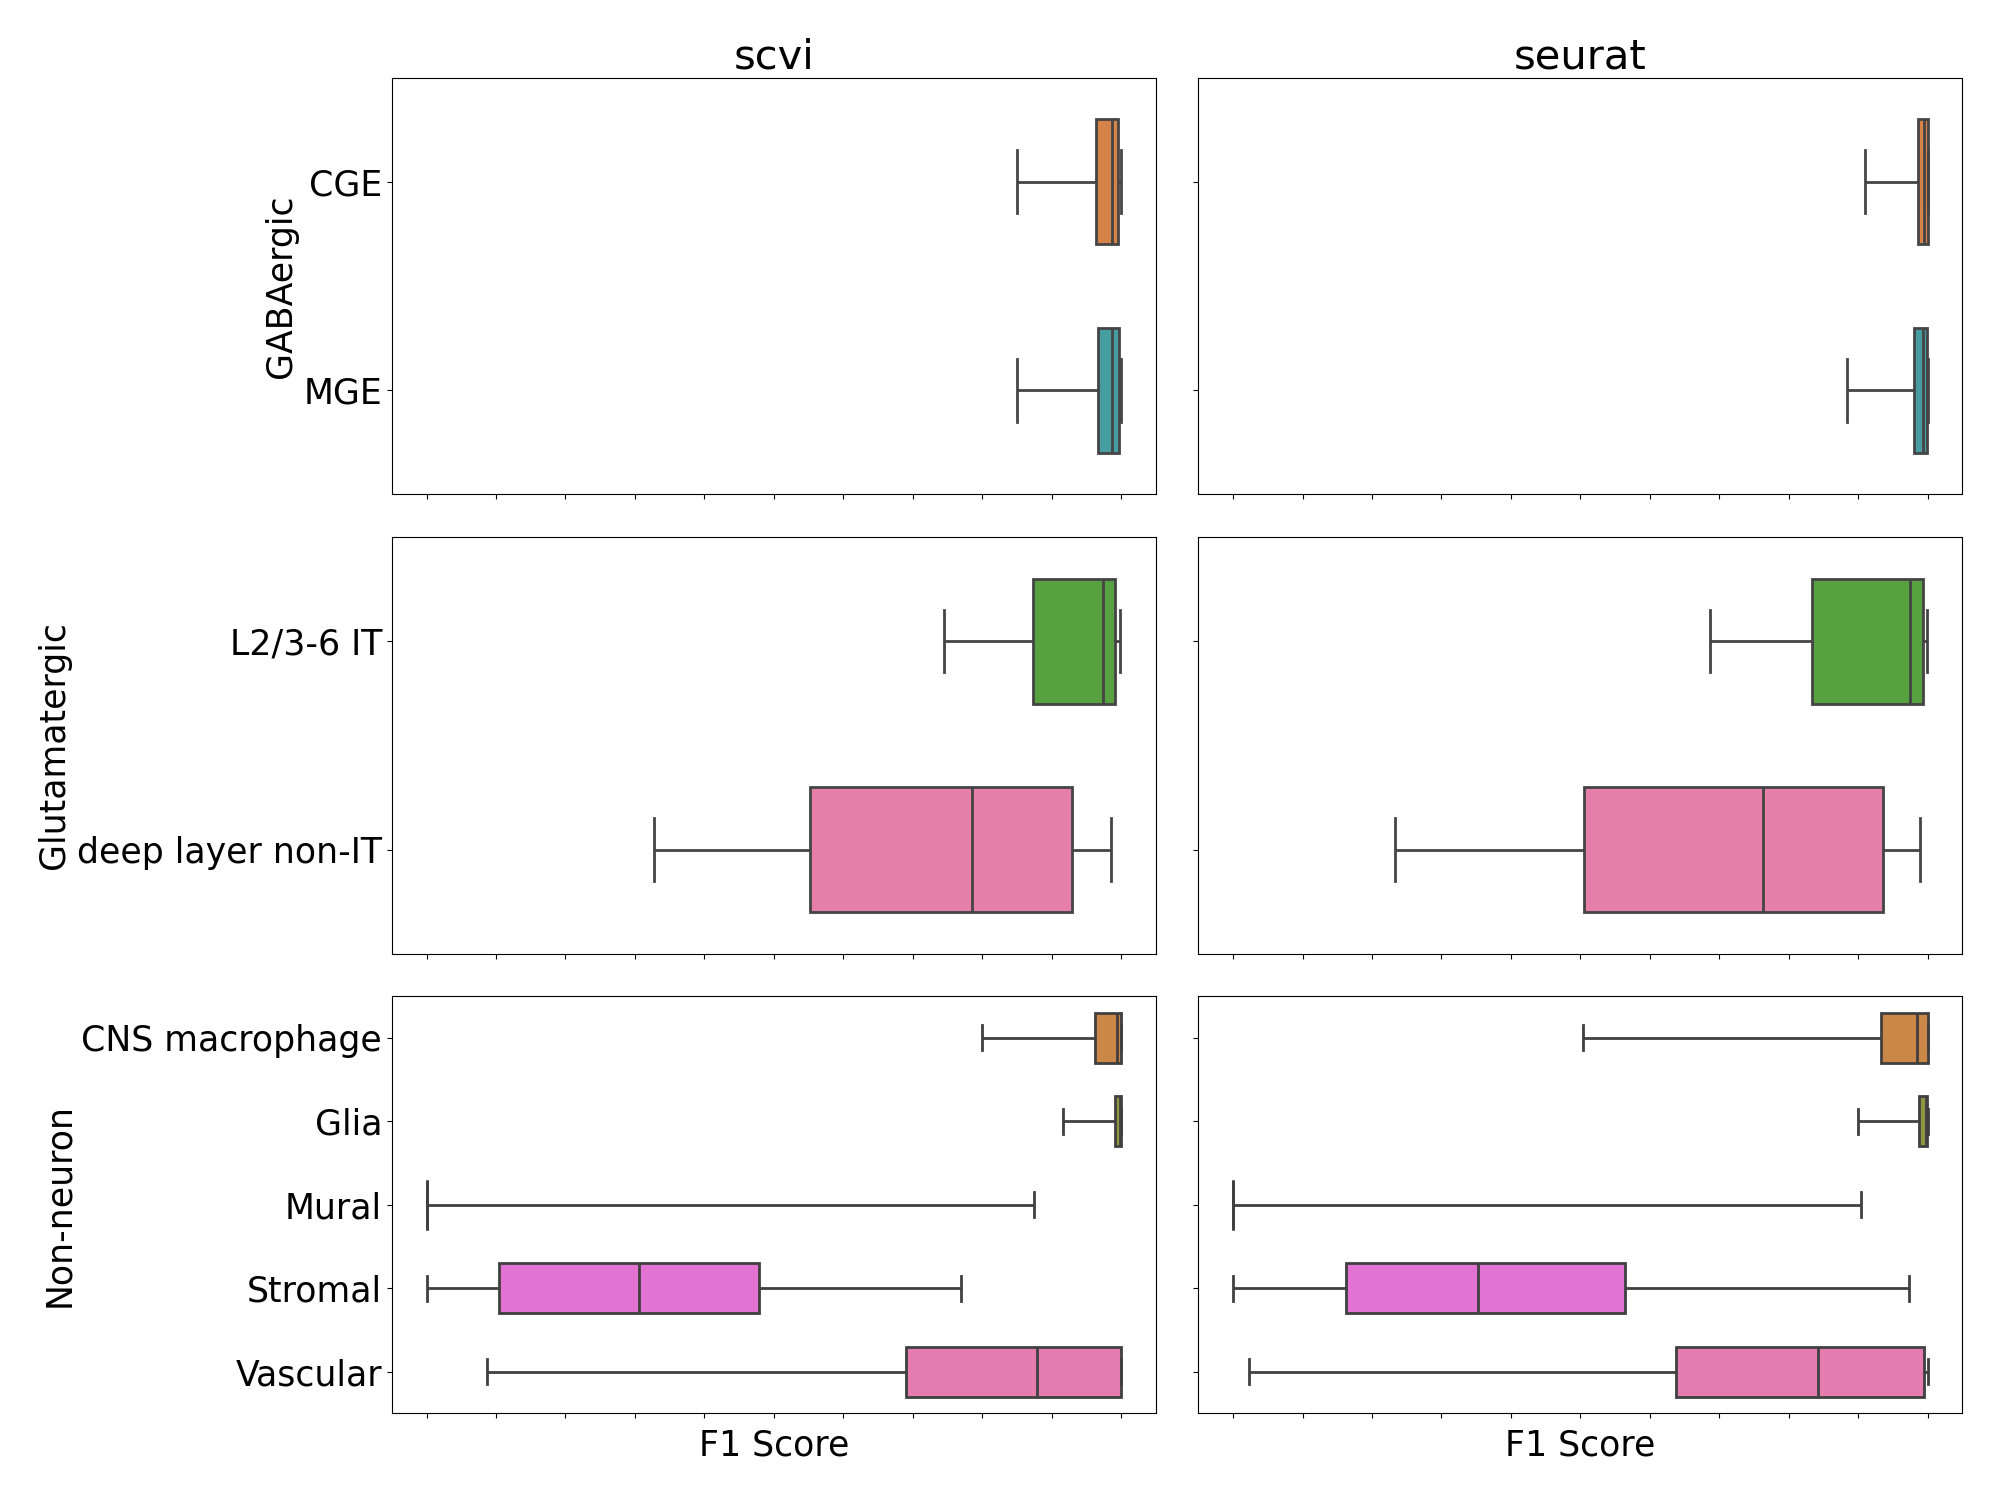 scvi
seurat
GABAergic
CGE
MGE
Glutamatergic
L2/3-6 IT
deep layer non-IT
Non-neuron
CNS macrophage
Glia
Mural
Stromal
Vascular
F1 Score
F1 Score